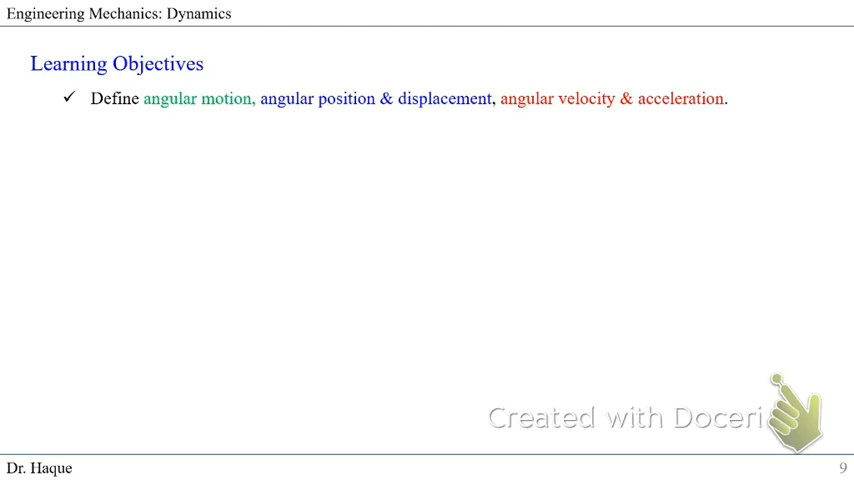 Engineering Mechanics: Dynamics
Learning Objectives
✓ Define angular motion, angular position & displacement, angular velocity & acceleration.
Created with Doceri
Dr. Haque 9